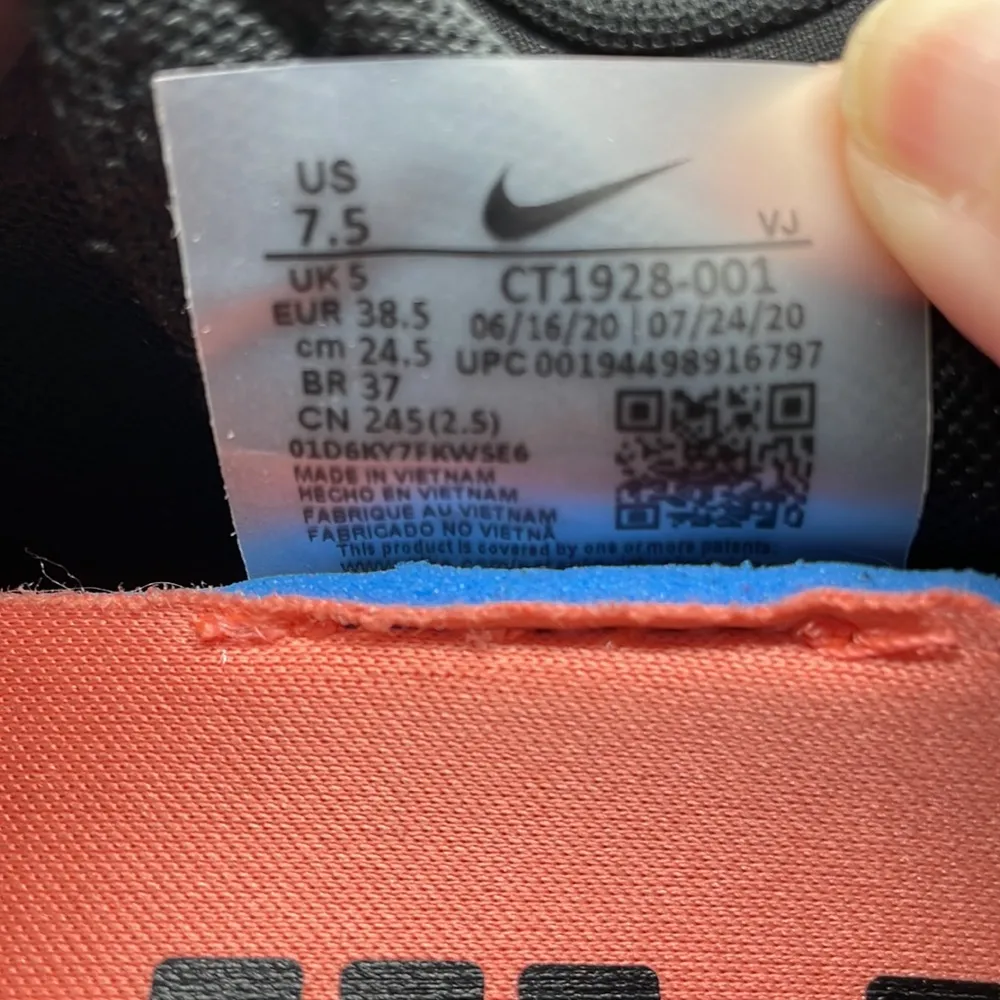 US
7.5
VJ
UK 5
CT1928-001
EUR 38.5
06/16/20 | 07/24/20
cm 24.5
UPC 00194498916797
BR 37
CN 245(2.5)
01D6KY7FKWSE6
MADE IN VIETNAM
HECHO EN VIETNAM
FABRIQUE AU VIETNAM
FABRICADO NO VIETNÃ
This product is covered by one or more patents.